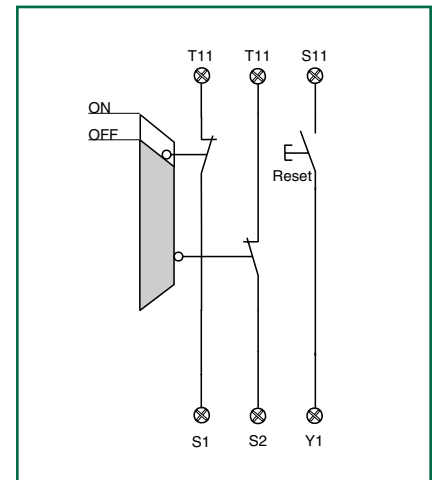 T11 T11 S11
ON
OFF
Reset
S1 S2 Y1